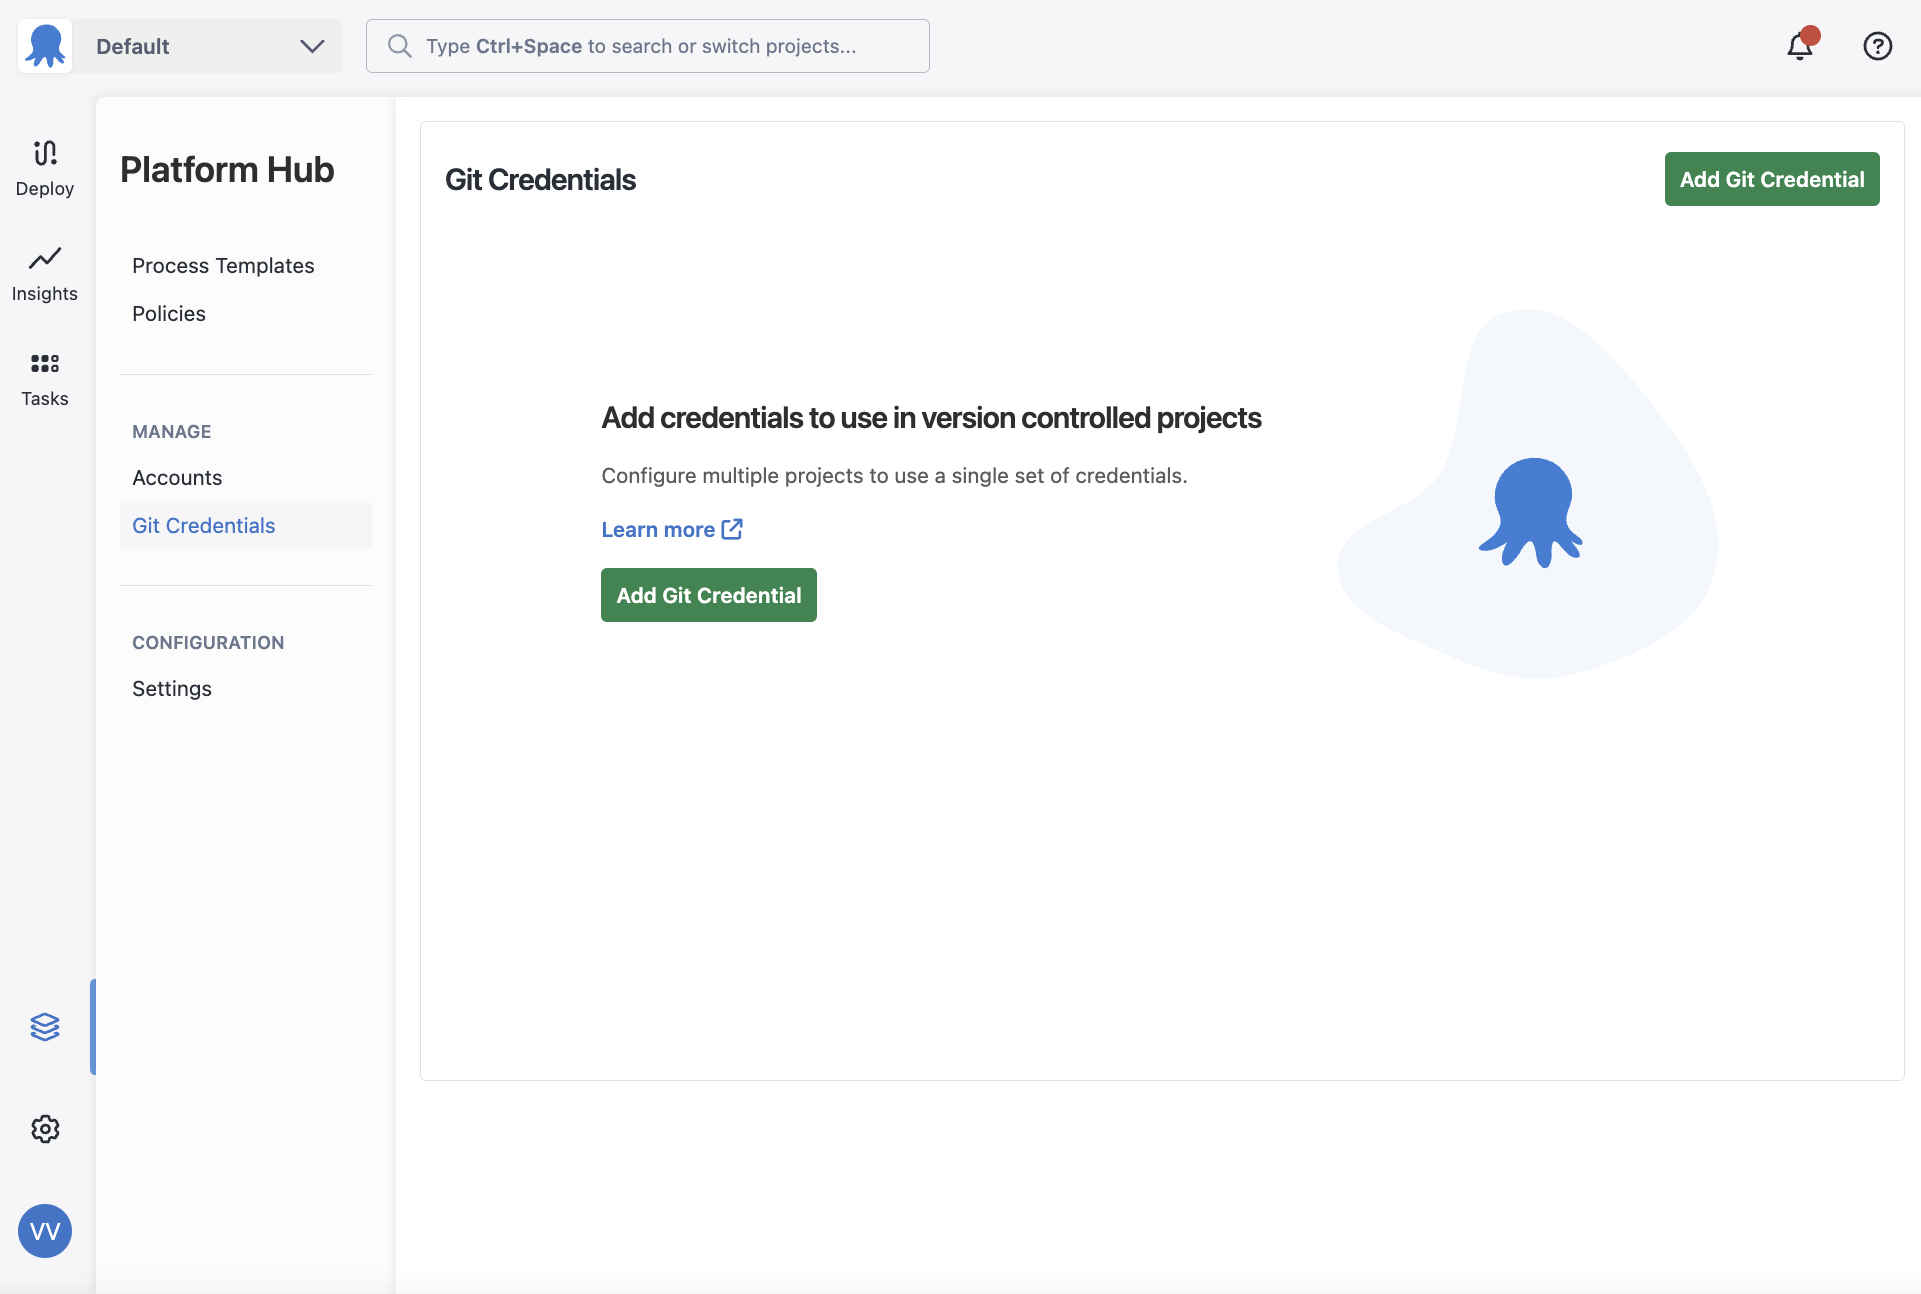 Default
Type Ctrl+Space to search or switch projects...
Deploy
Insights
Tasks
VV
Platform Hub
Process Templates
Policies
MANAGE
Accounts
Git Credentials
CONFIGURATION
Settings
Git Credentials
Add Git Credential
Add credentials to use in version controlled projects
Configure multiple projects to use a single set of credentials.
Learn more
Add Git Credential